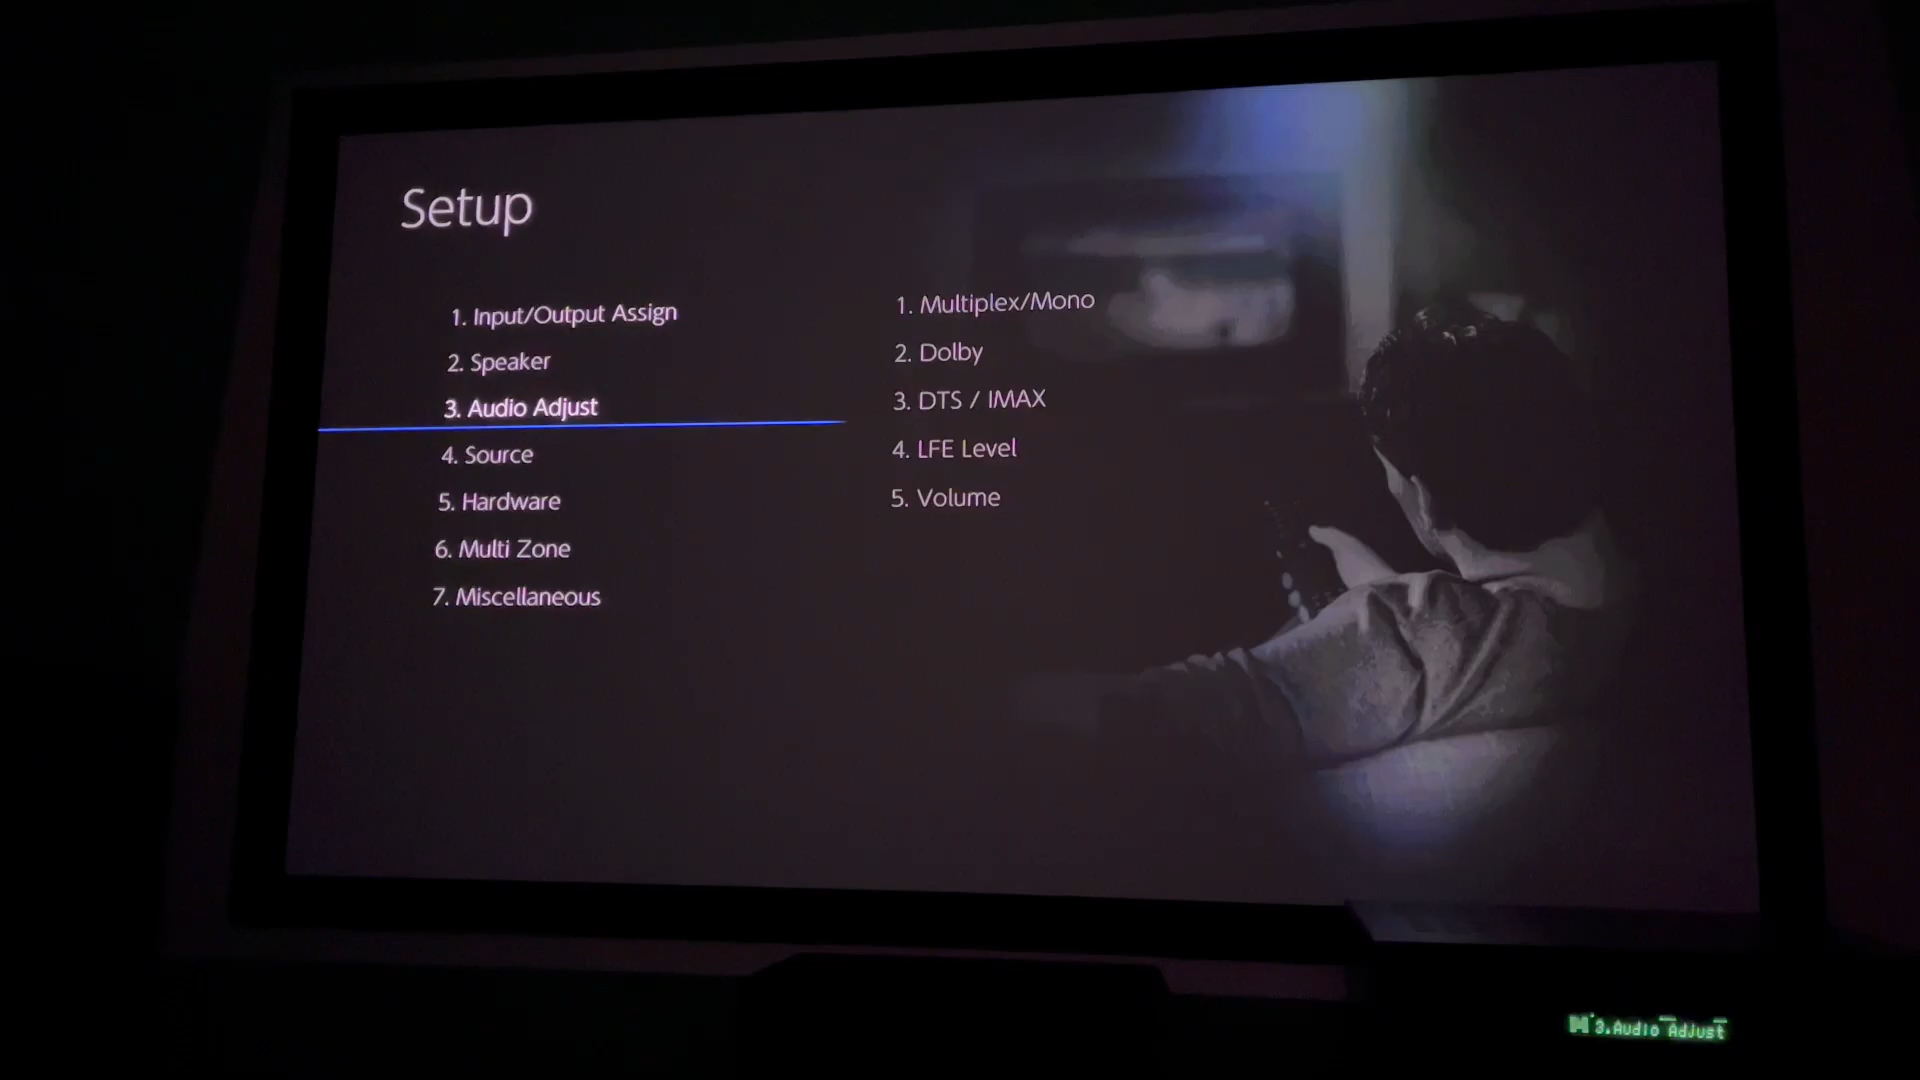 Setup
1. Input/Output Assign
2. Speaker
3. Audio Adjust
4. Source
5. Hardware
6. Multi Zone
7. Miscellaneous
1. Multiplex/Mono
2. Dolby
3. DTS / IMAX
4. LFE Level
5. Volume
3.Audio Adjust